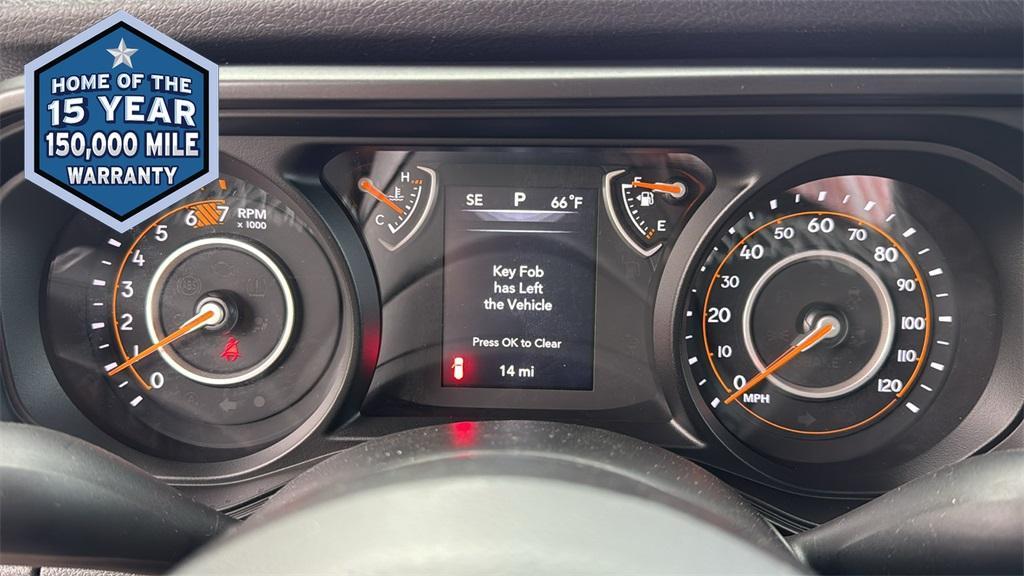 HOME OF THE
15 YEAR
150,000 MILE
WARRANTY
RPM
x 1000
0
1
2
3
4
5
6
7
H
C
SE P 66°F
Key Fob
has Left
the Vehicle
Press OK to Clear
14 mi
F
E
0
10
20
30
40
50
60
70
80
90
100
110
120
MPH